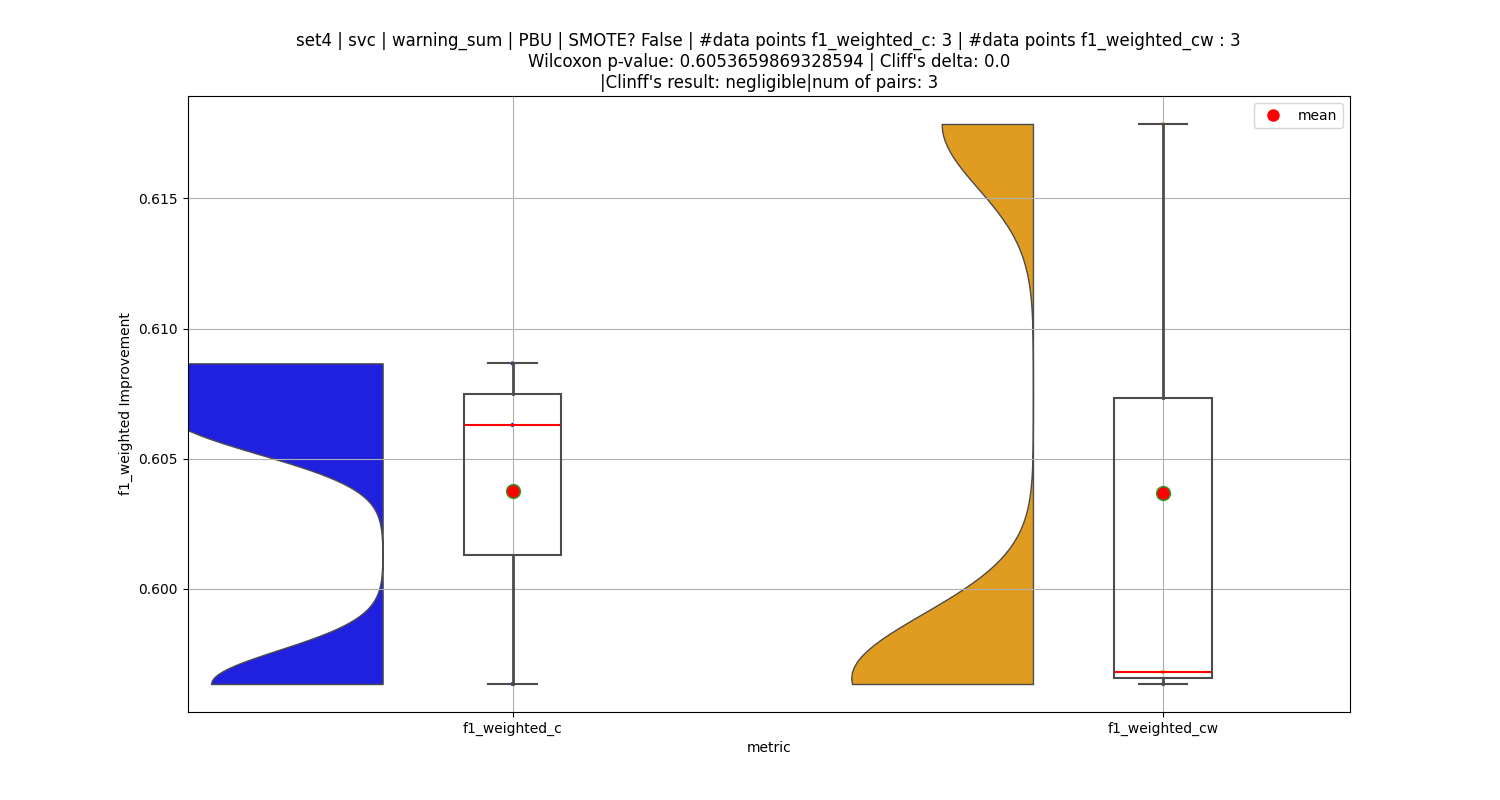 set4 | svc | warning_sum | PBU | SMOTE? False | #data points f1_weighted_c: 3 | #data points f1_weighted_cw : 3
Wilcoxon p-value: 0.6053659869328594 | Cliff's delta: 0.0
|Clinff's result: negligible|num of pairs: 3
mean
0.615
0.610
0.605
0.600
f1_weighted Improvement
f1_weighted_c
f1_weighted_cw
metric